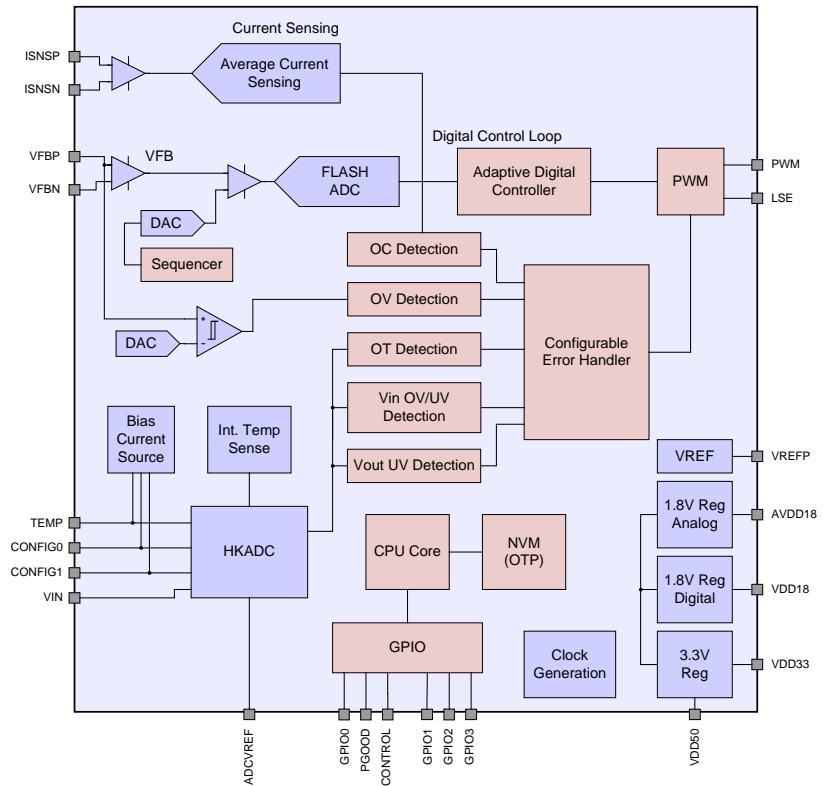 Current Sensing
ISNSP
ISNSN
Average Current
Sensing
Digital Control Loop
VFBP
VFBN
VFB
FLASH
ADC
Adaptive Digital
Controller
PWM
PWM
LSE
DAC
Sequencer
OC Detection
OV Detection
+
-
DAC
OT Detection
Configurable
Error Handler
Vin OV/UV
Detection
Vout UV Detection
Bias
Current
Source
Int. Temp
Sense
VREF
VREFP
1.8V Reg
Analog
AVDD18
TEMP
CONFIG0
CONFIG1
VIN
HKADC
CPU Core
NVM
(OTP)
1.8V Reg
Digital
VDD18
GPIO
Clock
Generation
3.3V
Reg
VDD33
ADCVREF
GPIO0
PGOOD
CONTROL
GPIO1
GPIO2
GPIO3
VDD50